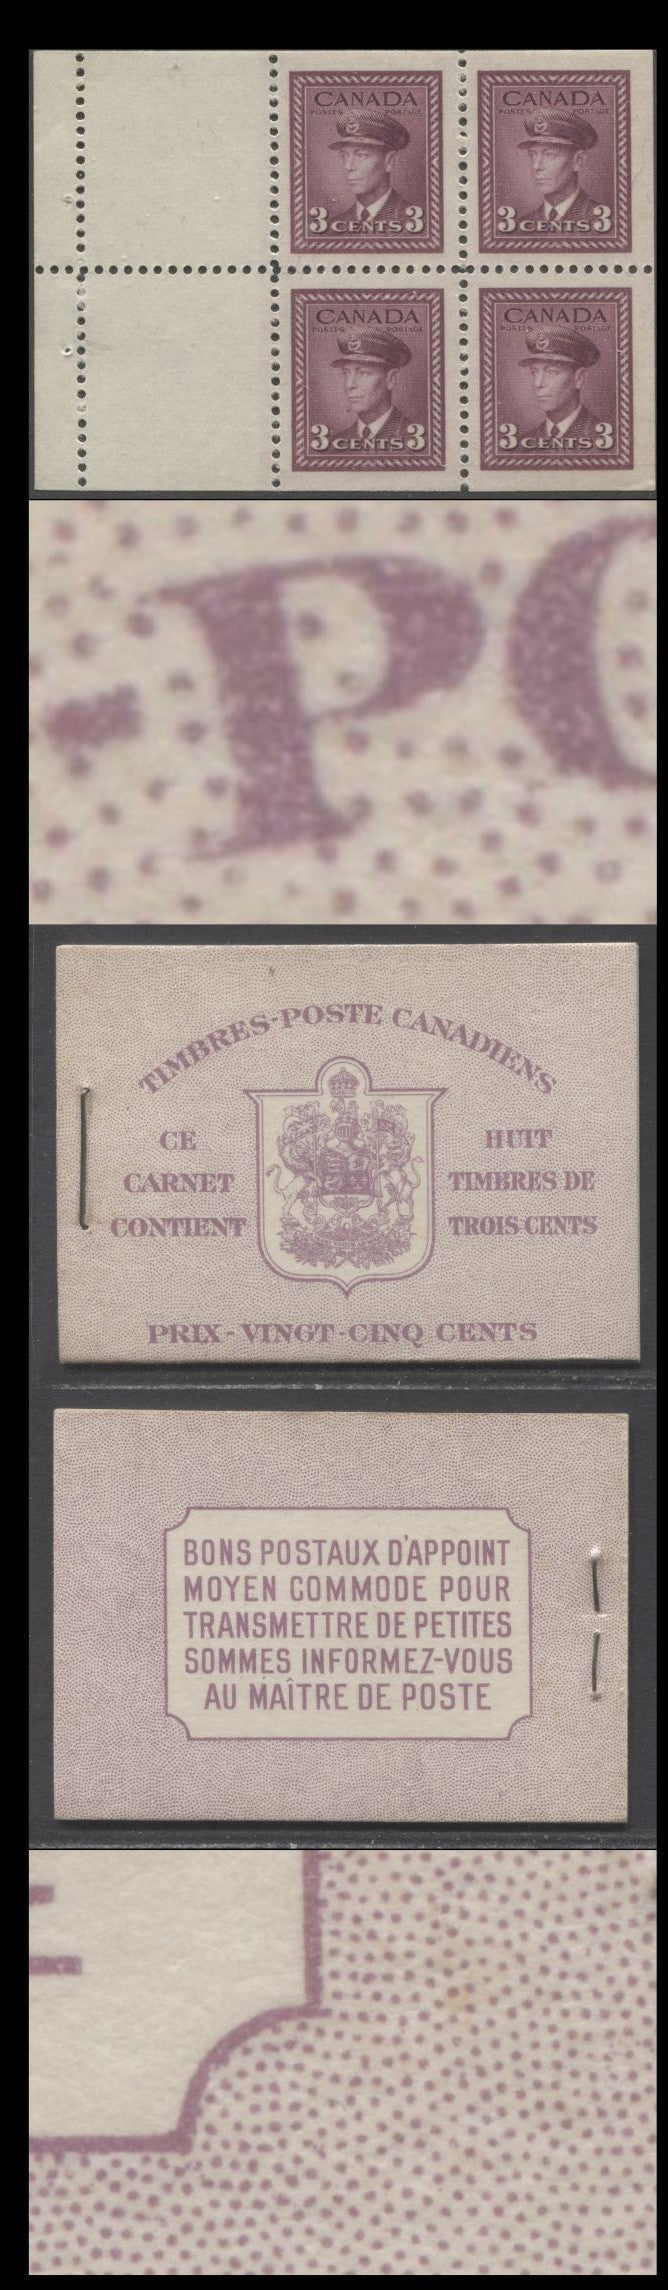 CANADA CANADA
POSTES POSTAGE POSTES POSTAGE
3 CENTS 3 3 CENTS 3
CANADA CANADA
POSTES POSTAGE POSTES POSTAGE
3 CENTS 3 3 CENTS 3
-P
TIMBRES-POSTE CANADIENS
CE
CARNET
CONTIENT
HUIT
TIMBRES DE
TROIS CENTS
PRIX - VINGT - CINQ CENTS
BONS POSTAUX D'APPOINT
MOYEN COMMODE POUR
TRANSMETTRE DE PETITES
SOMMES INFORMEZ-VOUS
AU MAÎTRE DE POSTE